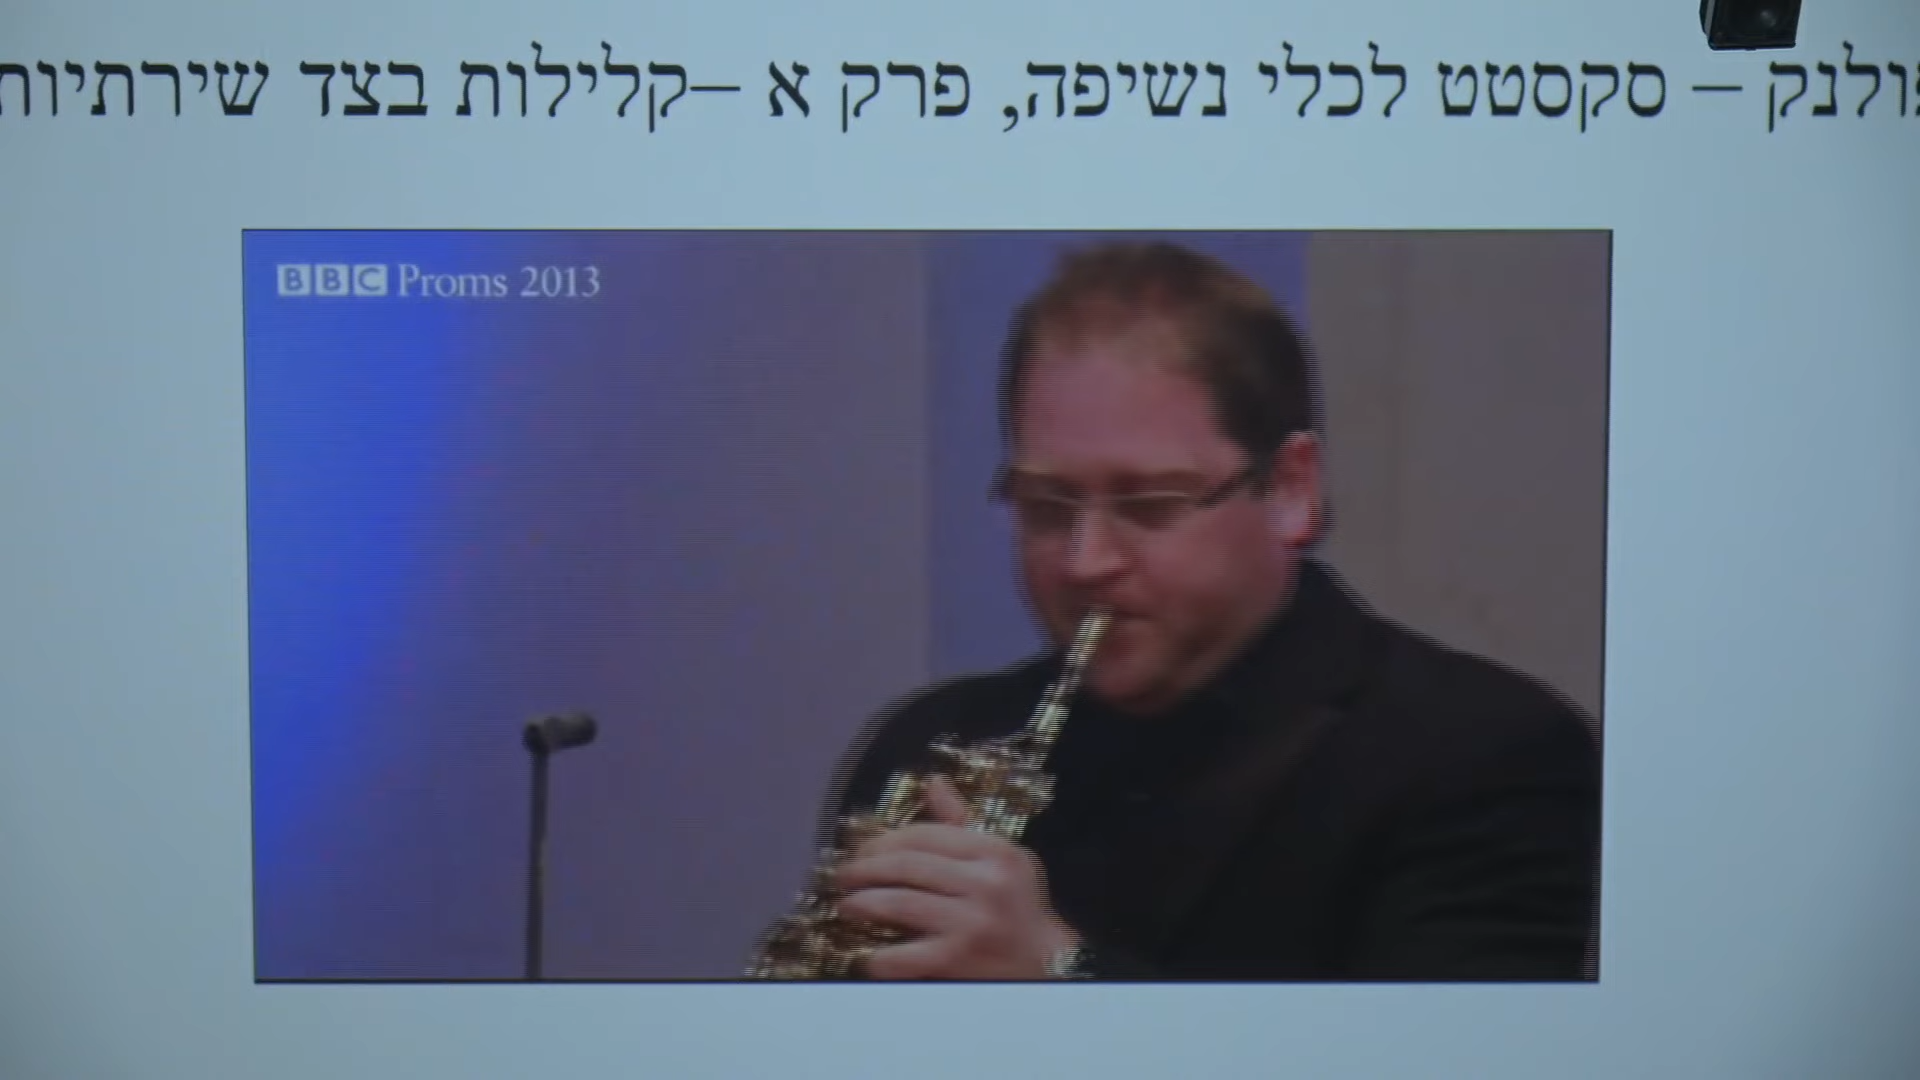 פולנק – סקסטט לכלי נשיפה, פרק א –קלילות בצד שירתיות
BBC Proms 2013